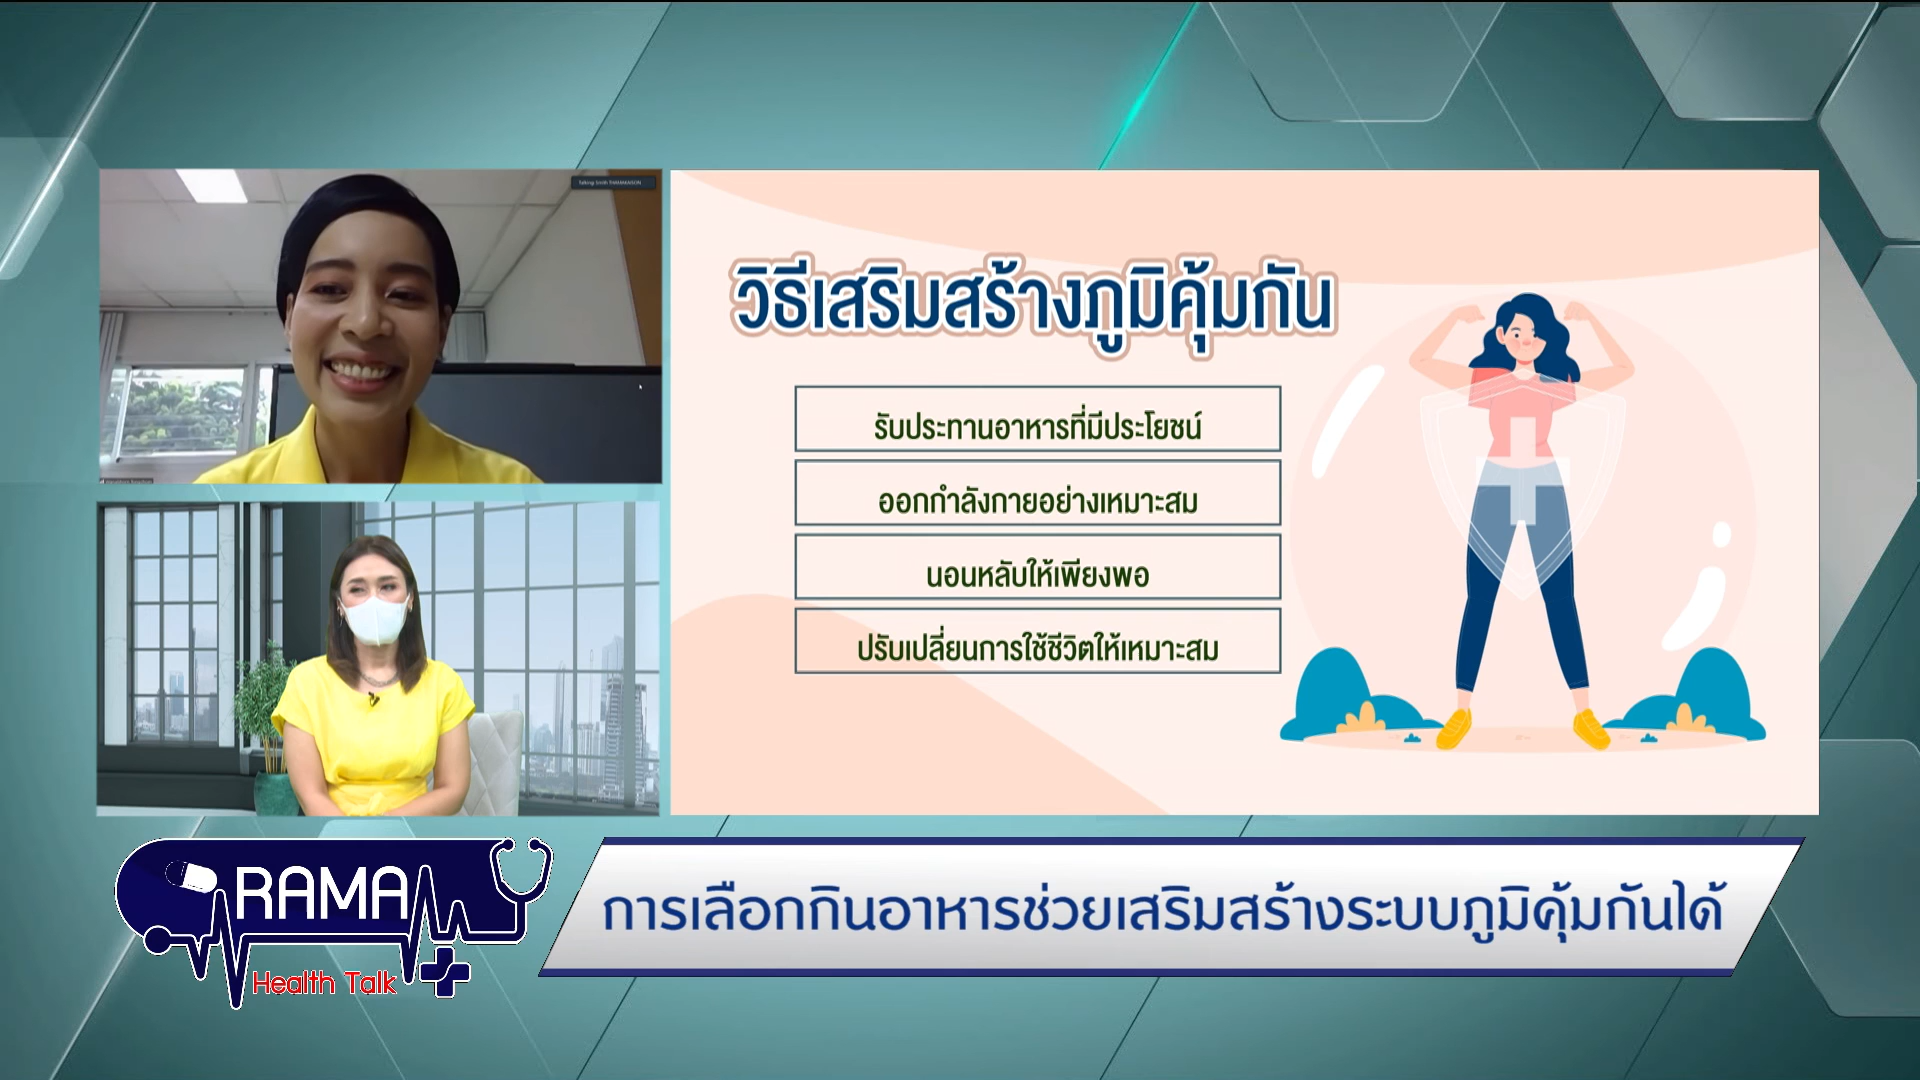 วิธีเสริมสร้างภูมิคุ้มกัน
รับประทานอาหารที่มีประโยชน์
ออกกำลังกายอย่างเหมาะสม
นอนหลับให้เพียงพอ
ปรับเปลี่ยนการใช้ชีวิตให้เหมาะสม
RAMA
Health Talk
การเลือกกินอาหารช่วยเสริมสร้างระบบภูมิคุ้มกันได้